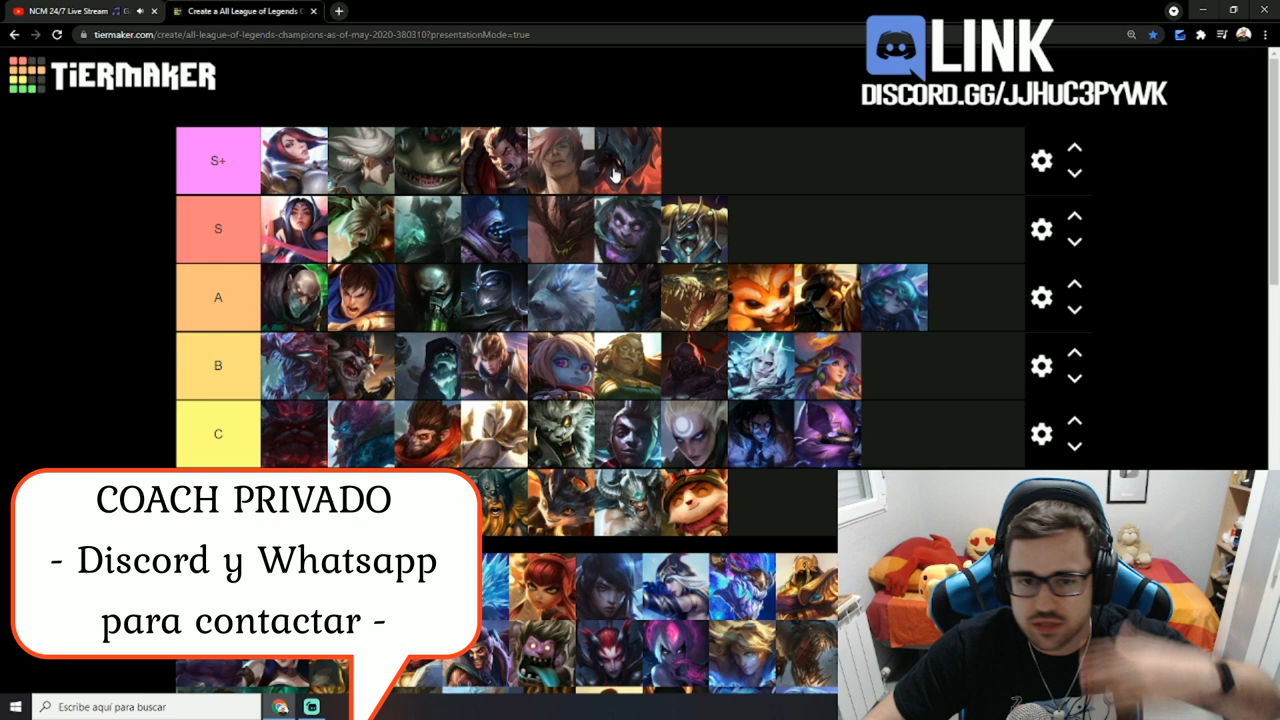 NCM 24/7 Live Stream
Create a All League of Legends C
tiermaker.com/create/all-league-of-legends-champions-as-of-may-2020-380310?presentationMode=true
TiERMAKER
LINK
DISCORD.GG/JJHUC3PYWK
S+
S
A
B
C
COACH PRIVADO
- Discord y Whatsapp
para contactar -
Escribe aquí para buscar